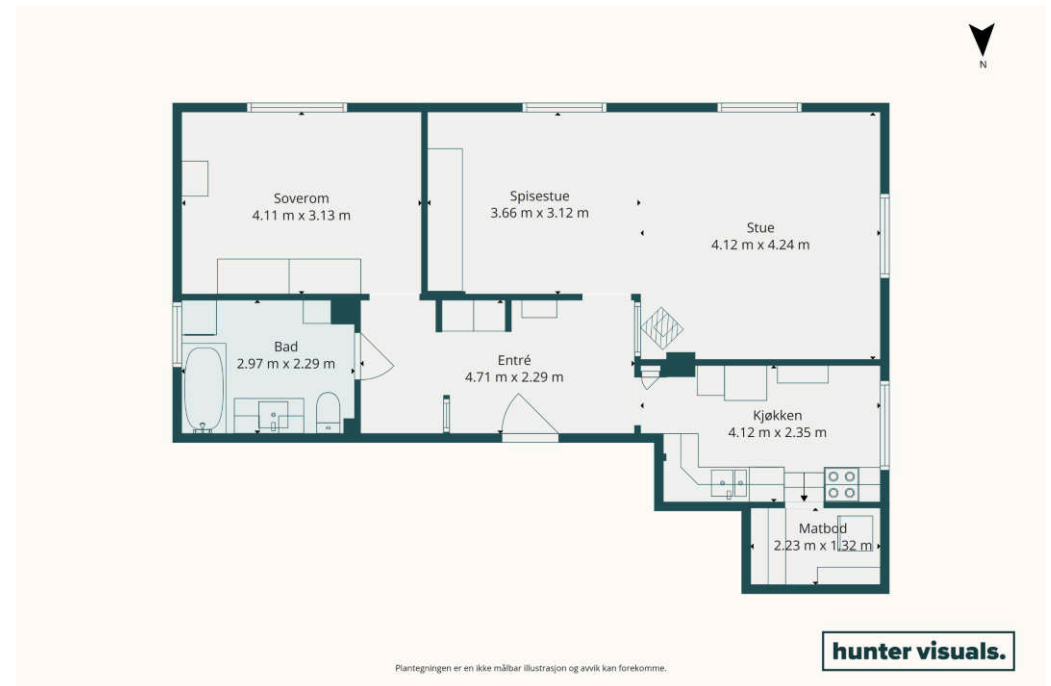 N
Soverom
4.11 m x 3.13 m
Spisestue
3.66 m x 3.12 m
Stue
4.12 m x 4.24 m
Bad
2.97 m x 2.29 m
Entré
4.71 m x 2.29 m
Kjøkken
4.12 m x 2.35 m
Matbod
2.23 m x 1.32 m
hunter visuals.
Plantegningen er en ikke målbar illustrasjon og avvik kan forekomme.